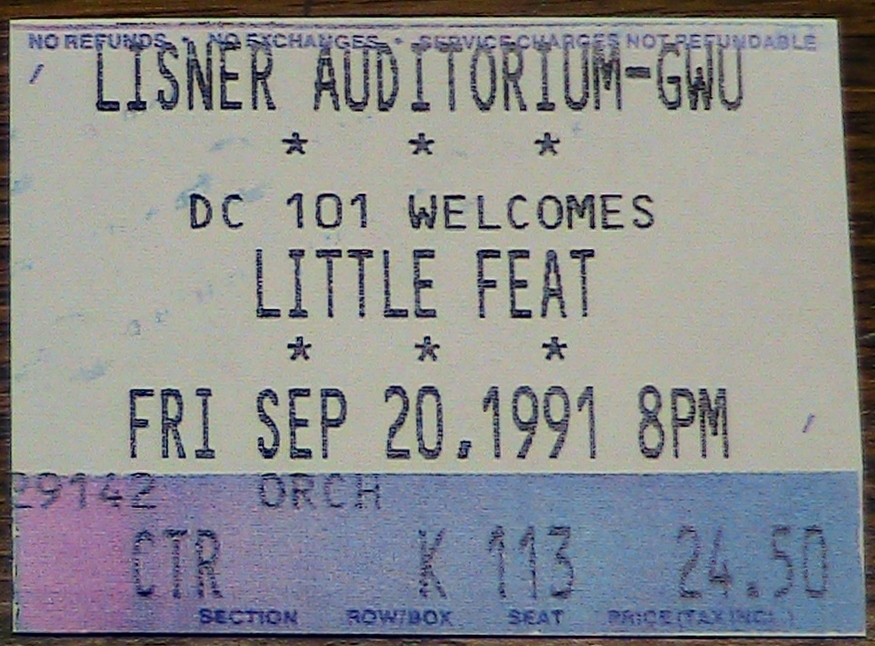 NO REFUNDS • NO EXCHANGES • SERVICE CHARGES NOT REFUNDABLE
LISNER AUDITORIUM-GWU
* * *
DC 101 WELCOMES
LITTLE FEAT
* * *
FRI SEP 20,1991 8PM
29142 ORCH
CTR K 113 24.50
SECTION ROW/BOX SEAT PRICE(TAX INCL.)